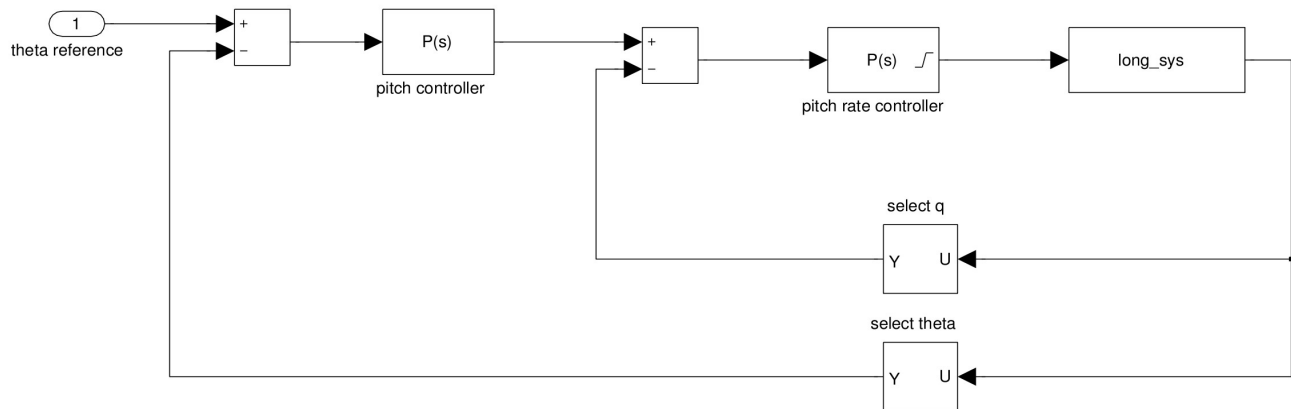 1
theta reference
+
−
P(s)
pitch controller
+
−
P(s)
pitch rate controller
long_sys
select q
Y U
select theta
Y U